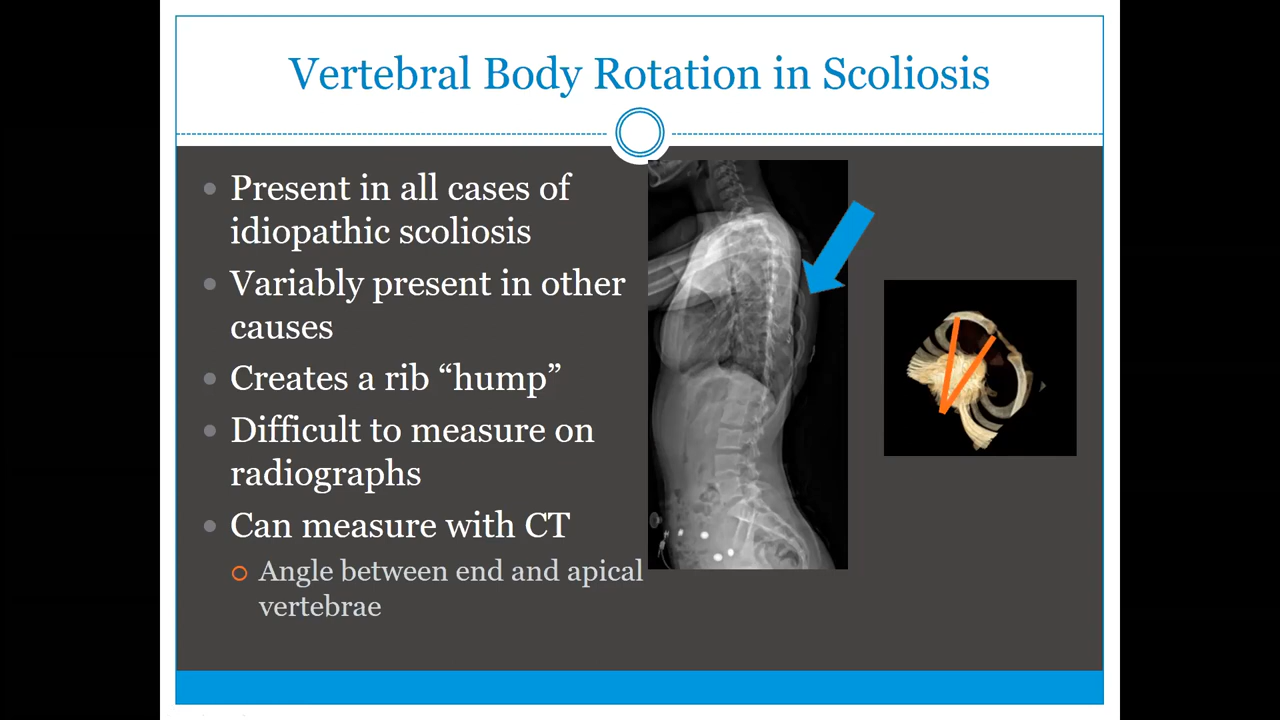 Vertebral Body Rotation in Scoliosis
Present in all cases of
idiopathic scoliosis
Variably present in other
causes
Creates a rib “hump”
Difficult to measure on
radiographs
Can measure with CT
Angle between end and apical
vertebrae